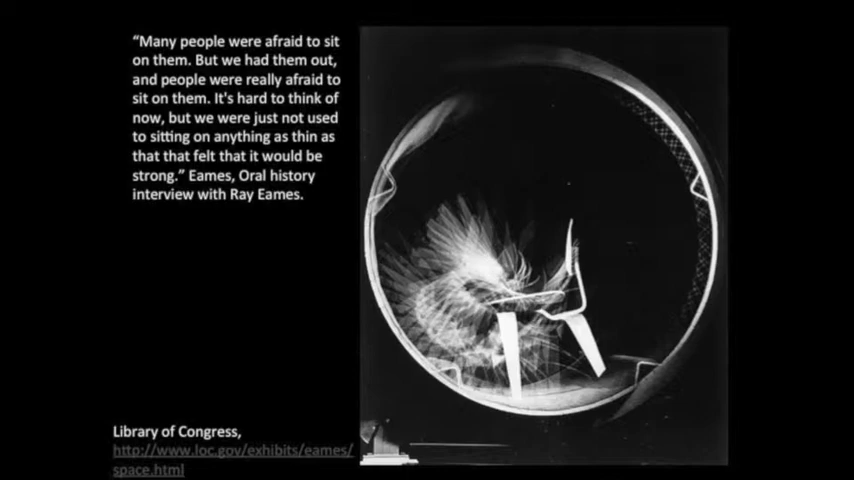 “Many people were afraid to sit
on them. But we had them out,
and people were really afraid to
sit on them. It's hard to think of
now, but we were just not used
to sitting on anything as thin as
that that felt that it would be
strong.” Eames, Oral history
interview with Ray Eames.
Library of Congress,
http://www.loc.gov/exhibits/eames/
space.html